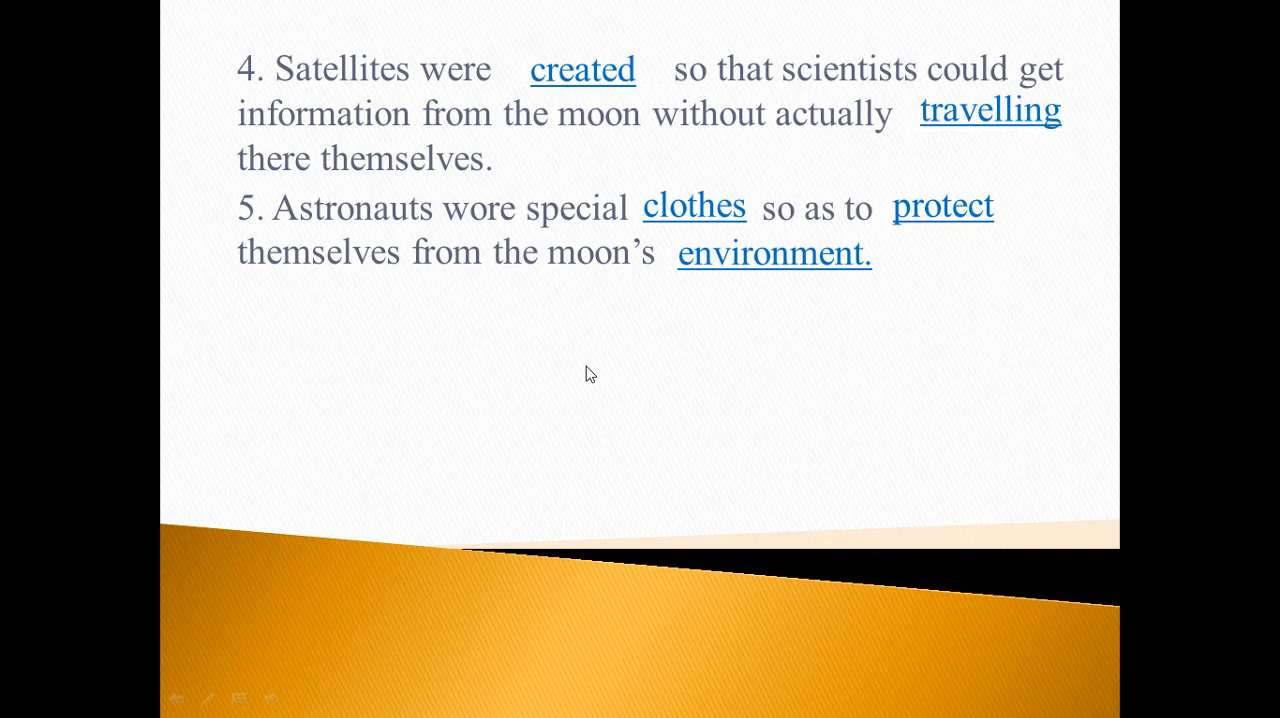 4. Satellites were created so that scientists could get
information from the moon without actually travelling
there themselves.
5. Astronauts wore special clothes so as to protect
themselves from the moon’s environment.